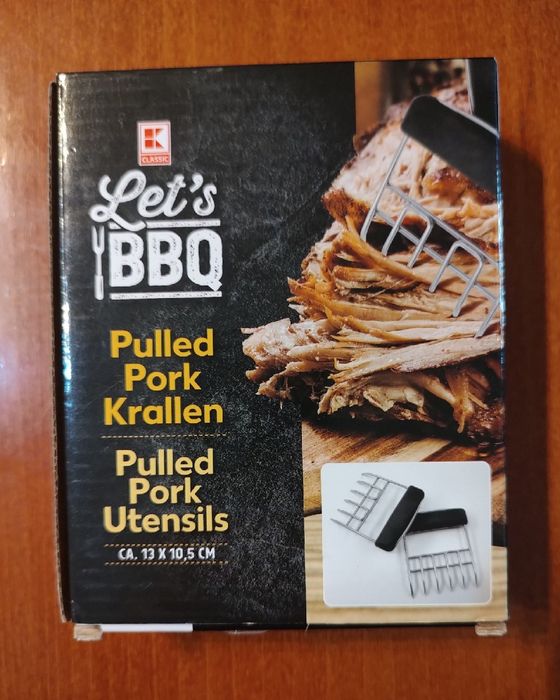 K
CLASSIC
Let's
BBQ
Pulled
Pork
Krallen
Pulled
Pork
Utensils
CA. 13 X 10,5 CM